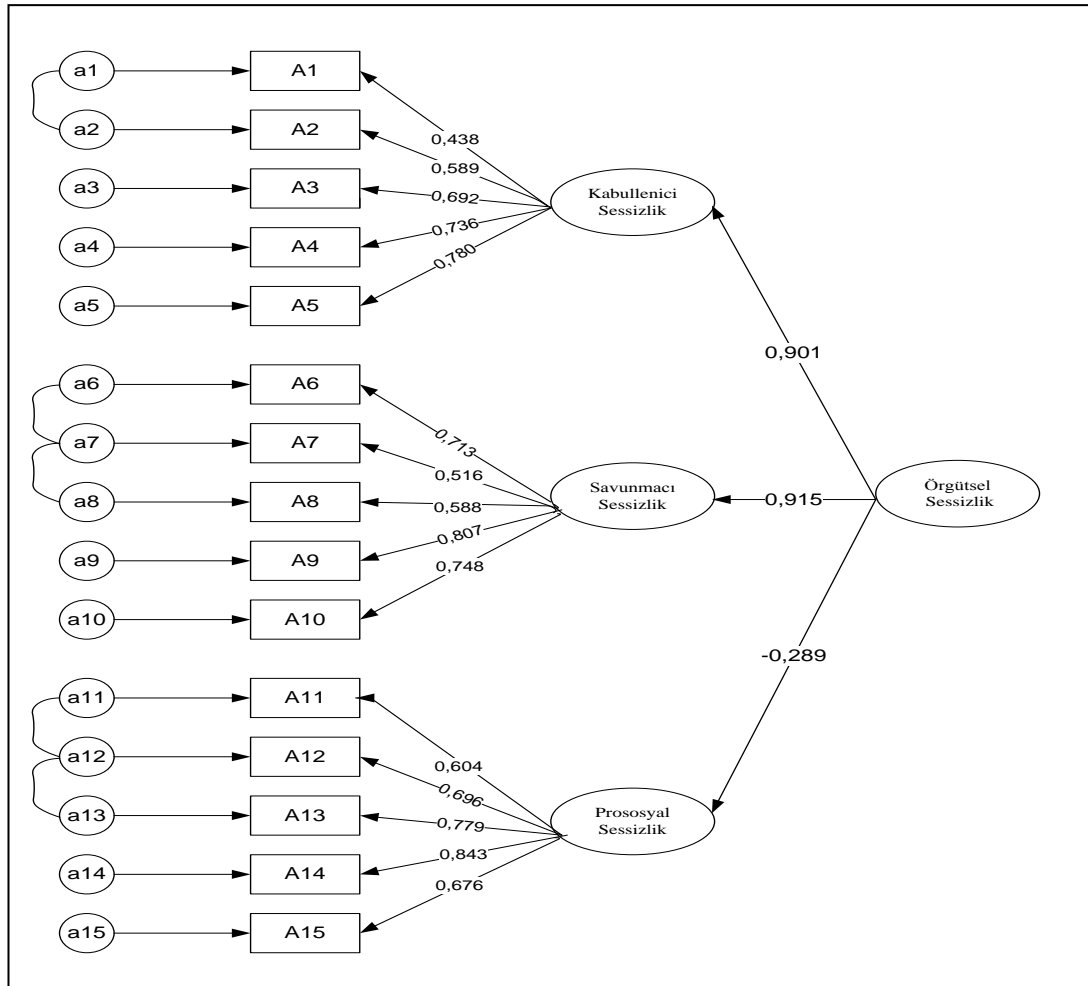 a1
A1
a2
A2
a3
A3
a4
A4
a5
A5
0,438
0,589
0,692
0,736
0,780
Kabullenici
Sessizlik
0,901
a6
A6
a7
A7
a8
A8
a9
A9
a10
A10
0,713
0,516
0,588
0,807
0,748
Savunmacı
Sessizlik
0,915
Örgütsel
Sessizlik
-0,289
a11
A11
a12
A12
a13
A13
a14
A14
a15
A15
0,604
0,696
0,779
0,843
0,676
Prososyal
Sessizlik